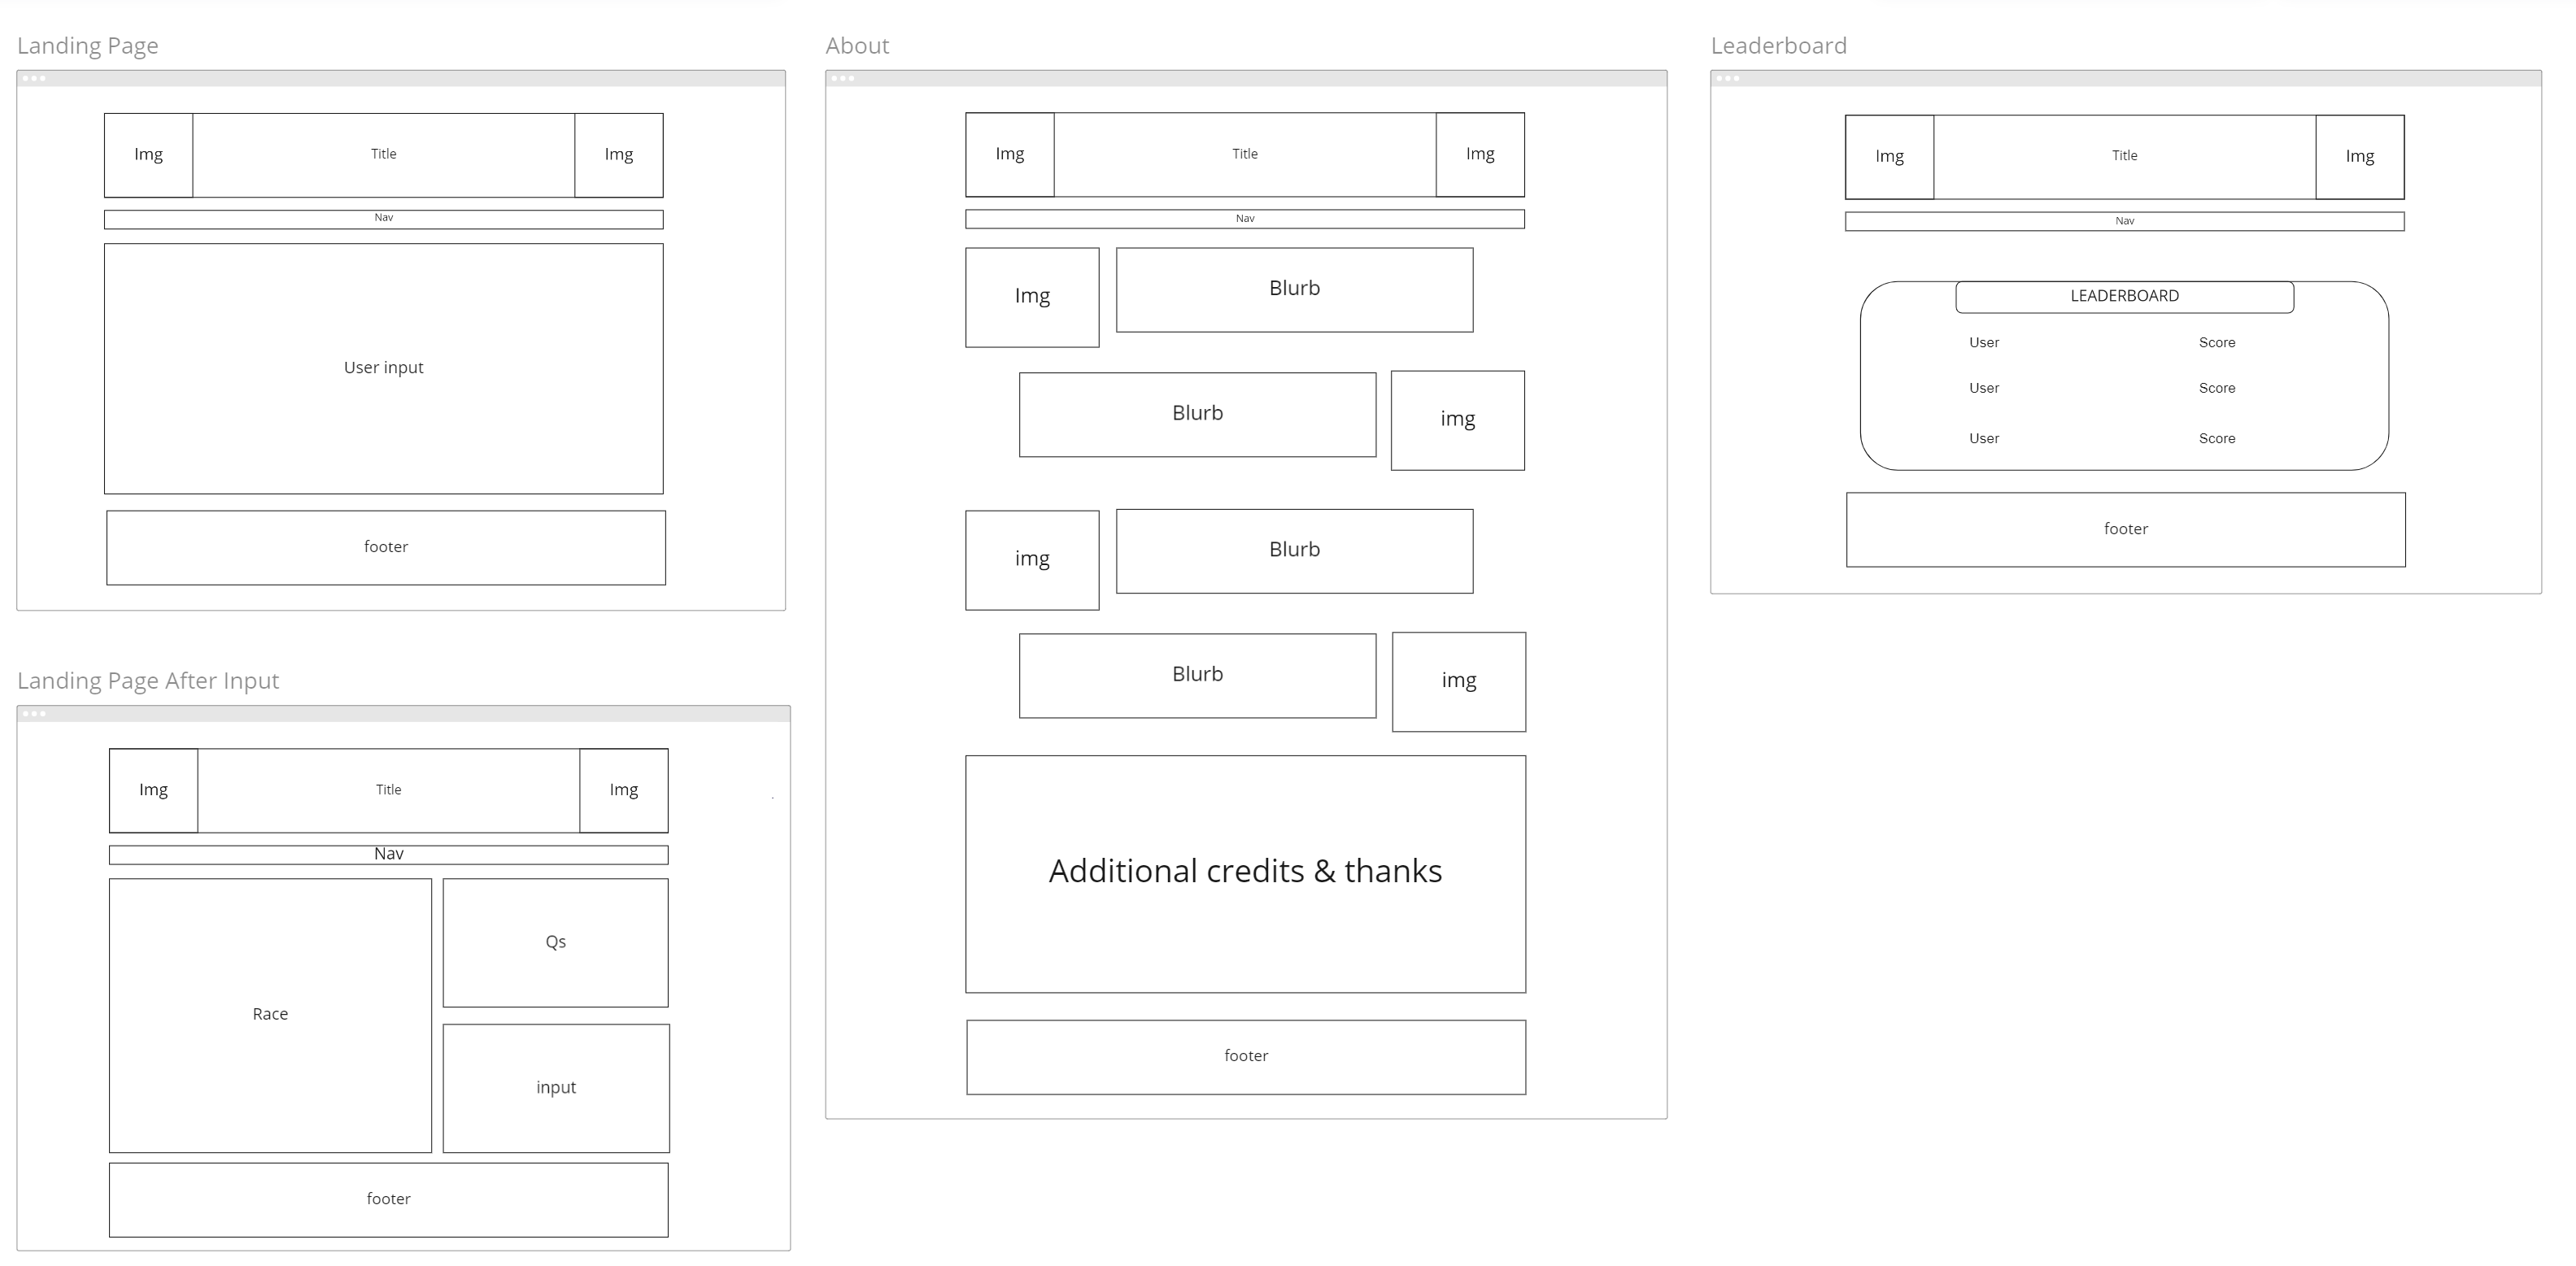 Landing Page
Img
Title
Img
Nav
User input
footer
Landing Page After Input
Img
Title
Img
Nav
Race
Qs
input
footer
About
Img
Title
Img
Nav
Img
Blurb
Blurb
img
img
Blurb
Blurb
img
Additional credits & thanks
footer
Leaderboard
Img
Title
Img
Nav
LEADERBOARD
User Score
User Score
User Score
footer